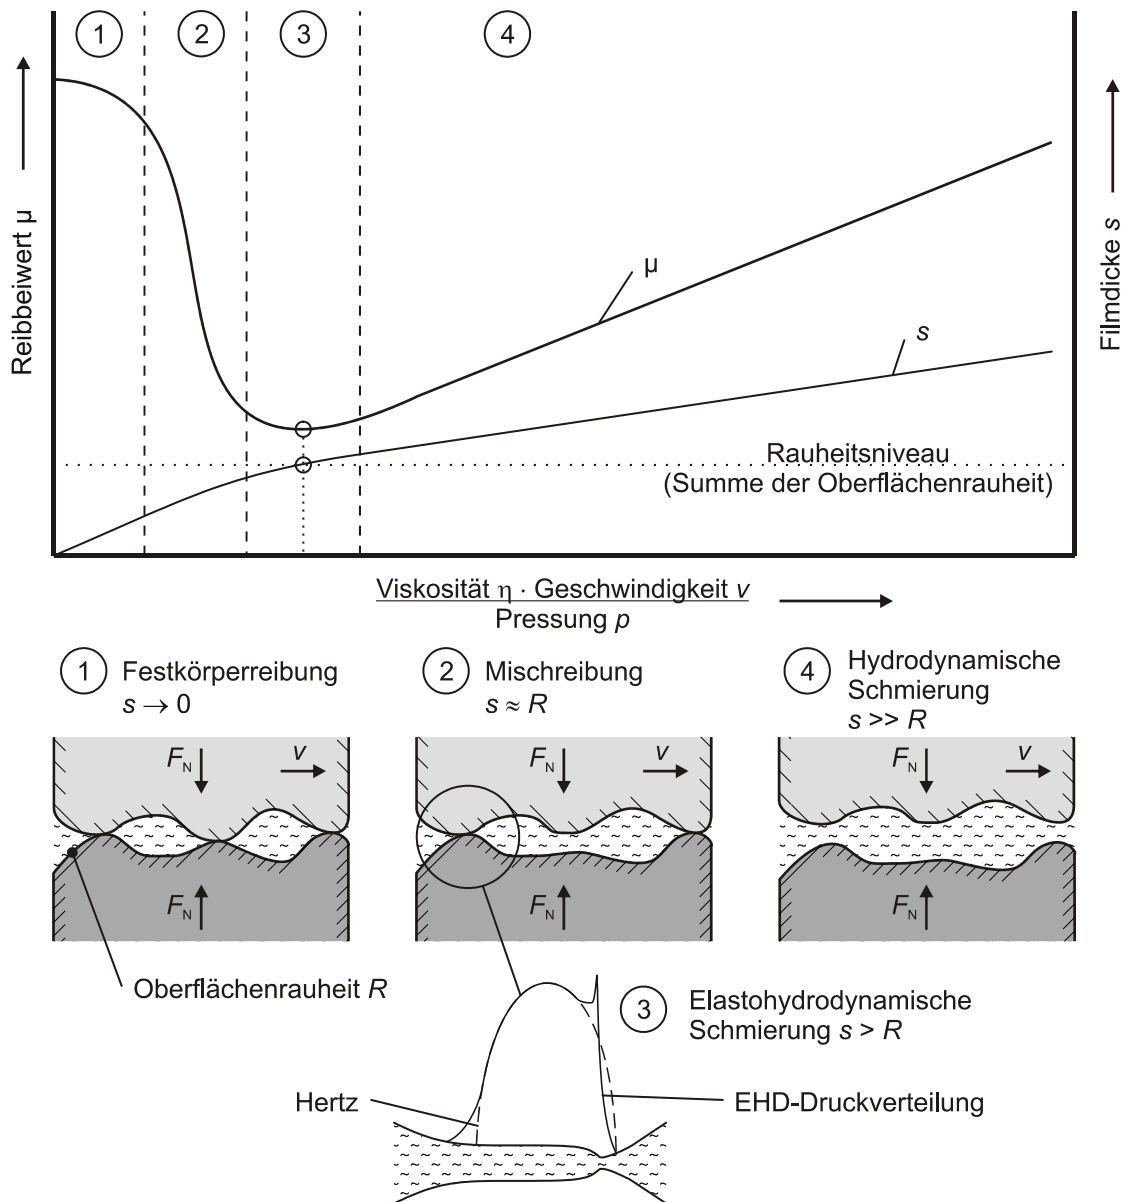 1
2
3
4
Reibbeiwert μ
Filmdicke s
μ
s
Rauheitsniveau
(Summe der Oberflächenrauheit)
Viskosität η · Geschwindigkeit v
Pressung p
1 Festkörperreibung
s → 0
2 Mischreibung
s ≈ R
4 Hydrodynamische
Schmierung
s >> R
F_N
v
F_N
v
F_N
v
F_N
F_N
F_N
Oberflächenrauheit R
3 Elastohydrodynamische
Schmierung s > R
Hertz
EHD-Druckverteilung